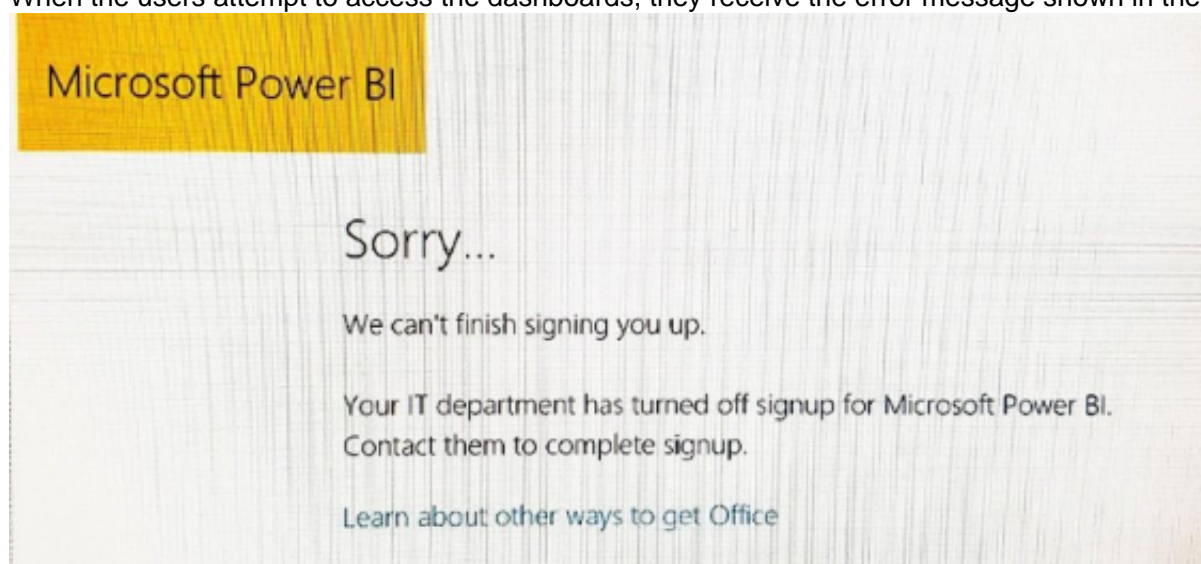 When the users attempt to access the dashboards, they receive the error message shown in the
Microsoft Power BI
Sorry...
We can't finish signing you up.
Your IT department has turned off signup for Microsoft Power BI.
Contact them to complete signup.
Learn about other ways to get Office